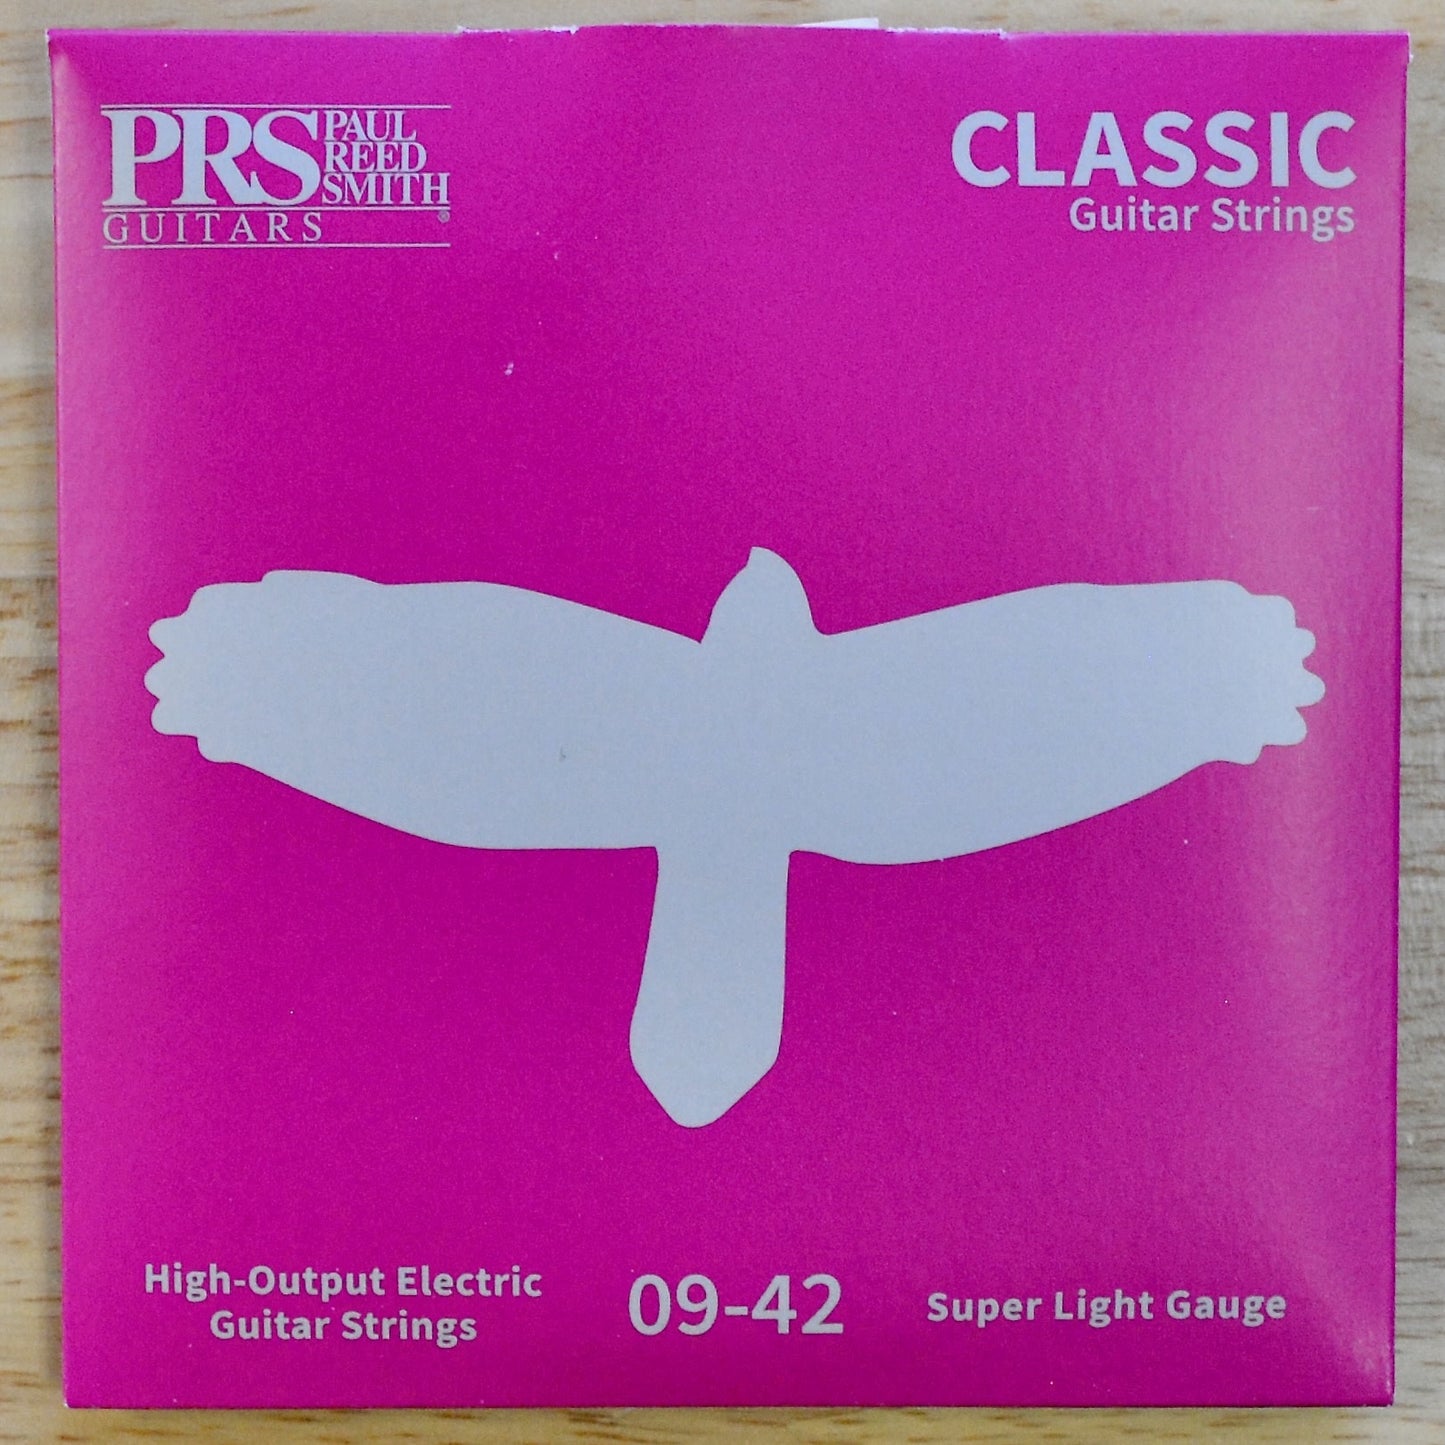 PRS PAUL
REED
SMITH
GUITARS ®
CLASSIC
Guitar Strings
High-Output Electric
Guitar Strings
09-42
Super Light Gauge